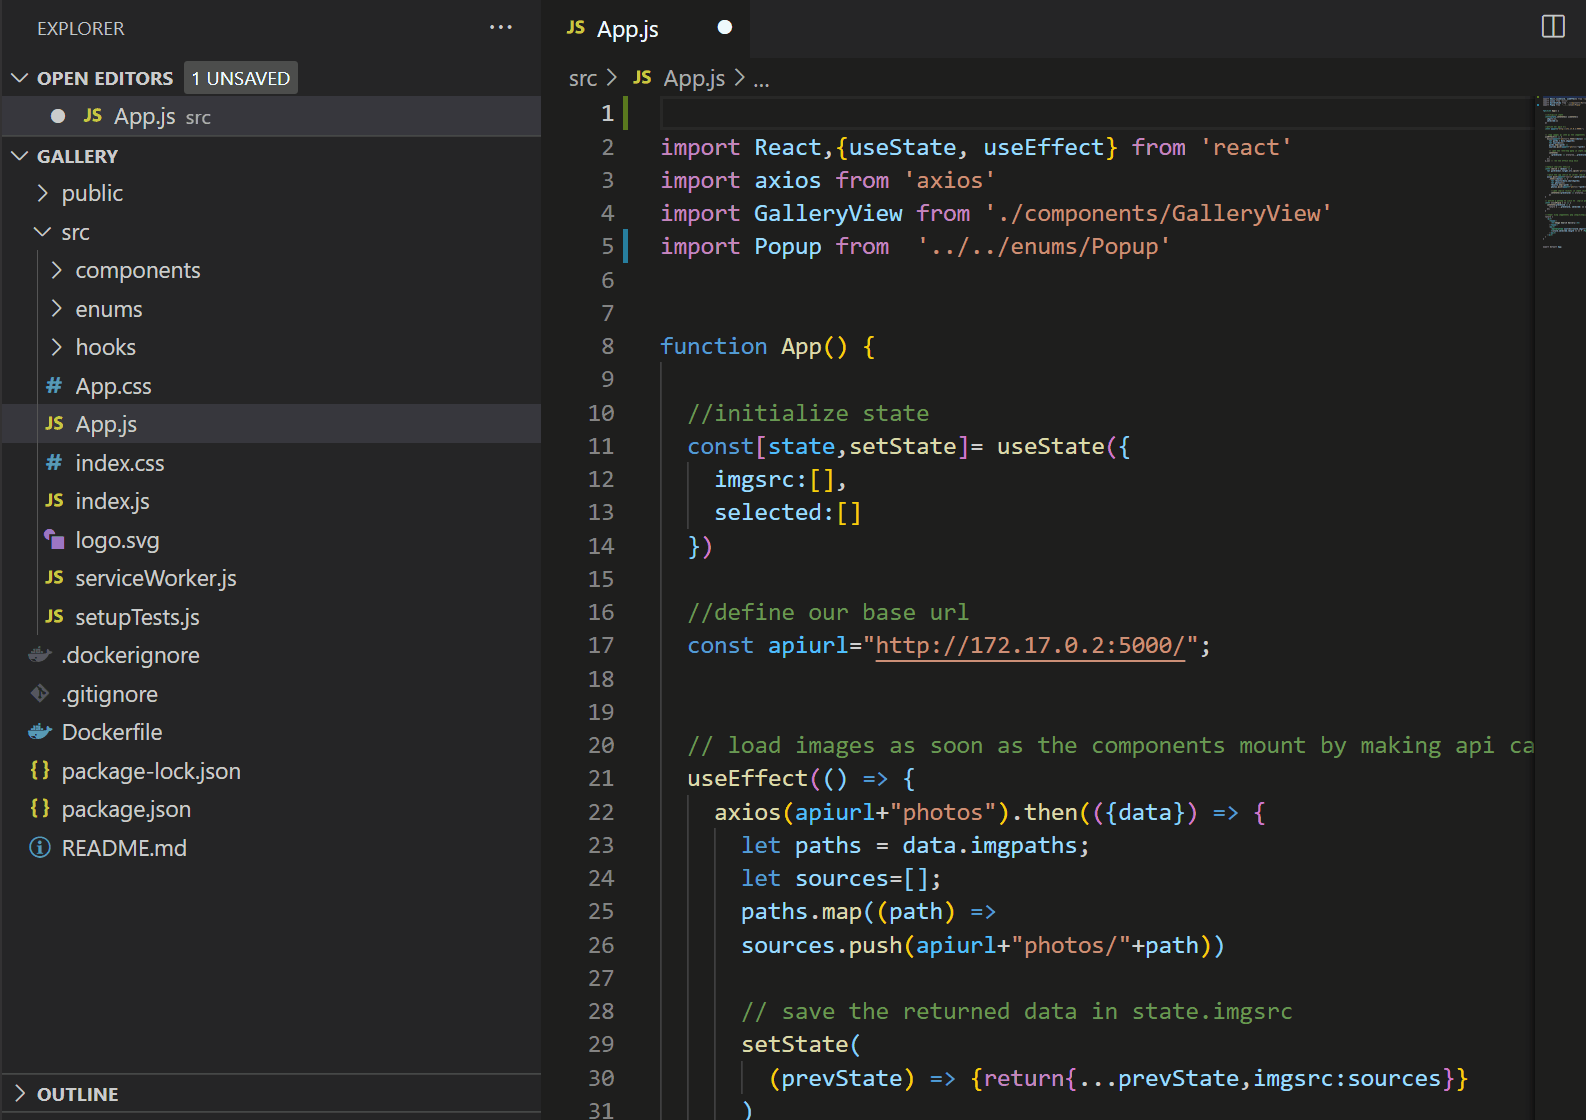 EXPLORER
OPEN EDITORS 1 UNSAVED
JS App.js src
GALLERY
public
src
components
enums
hooks
# App.css
JS App.js
# index.css
JS index.js
logo.svg
JS serviceWorker.js
JS setupTests.js
.dockerignore
.gitignore
Dockerfile
{} package-lock.json
{} package.json
README.md
OUTLINE
JS App.js
src > JS App.js > ...
1
2 import React,{useState, useEffect} from 'react'
3 import axios from 'axios'
4 import GalleryView from './components/GalleryView'
5 import Popup from  '../../enums/Popup'
6
7
8 function App() {
9
10 //initialize state
11 const[state,setState]= useState({
12 imgsrc:[],
13 selected:[]
14 })
15
16 //define our base url
17 const apiurl="http://172.17.0.2:5000/";
18
19
20 // load images as soon as the components mount by making api ca
21 useEffect(() => {
22 axios(apiurl+"photos").then(({data}) => {
23 let paths = data.imgpaths;
24 let sources=[];
25 paths.map((path) =>
26 sources.push(apiurl+"photos/"+path))
27
28 // save the returned data in state.imgsrc
29 setState(
30 (prevState) => {return{...prevState,imgsrc:sources}}
31 )